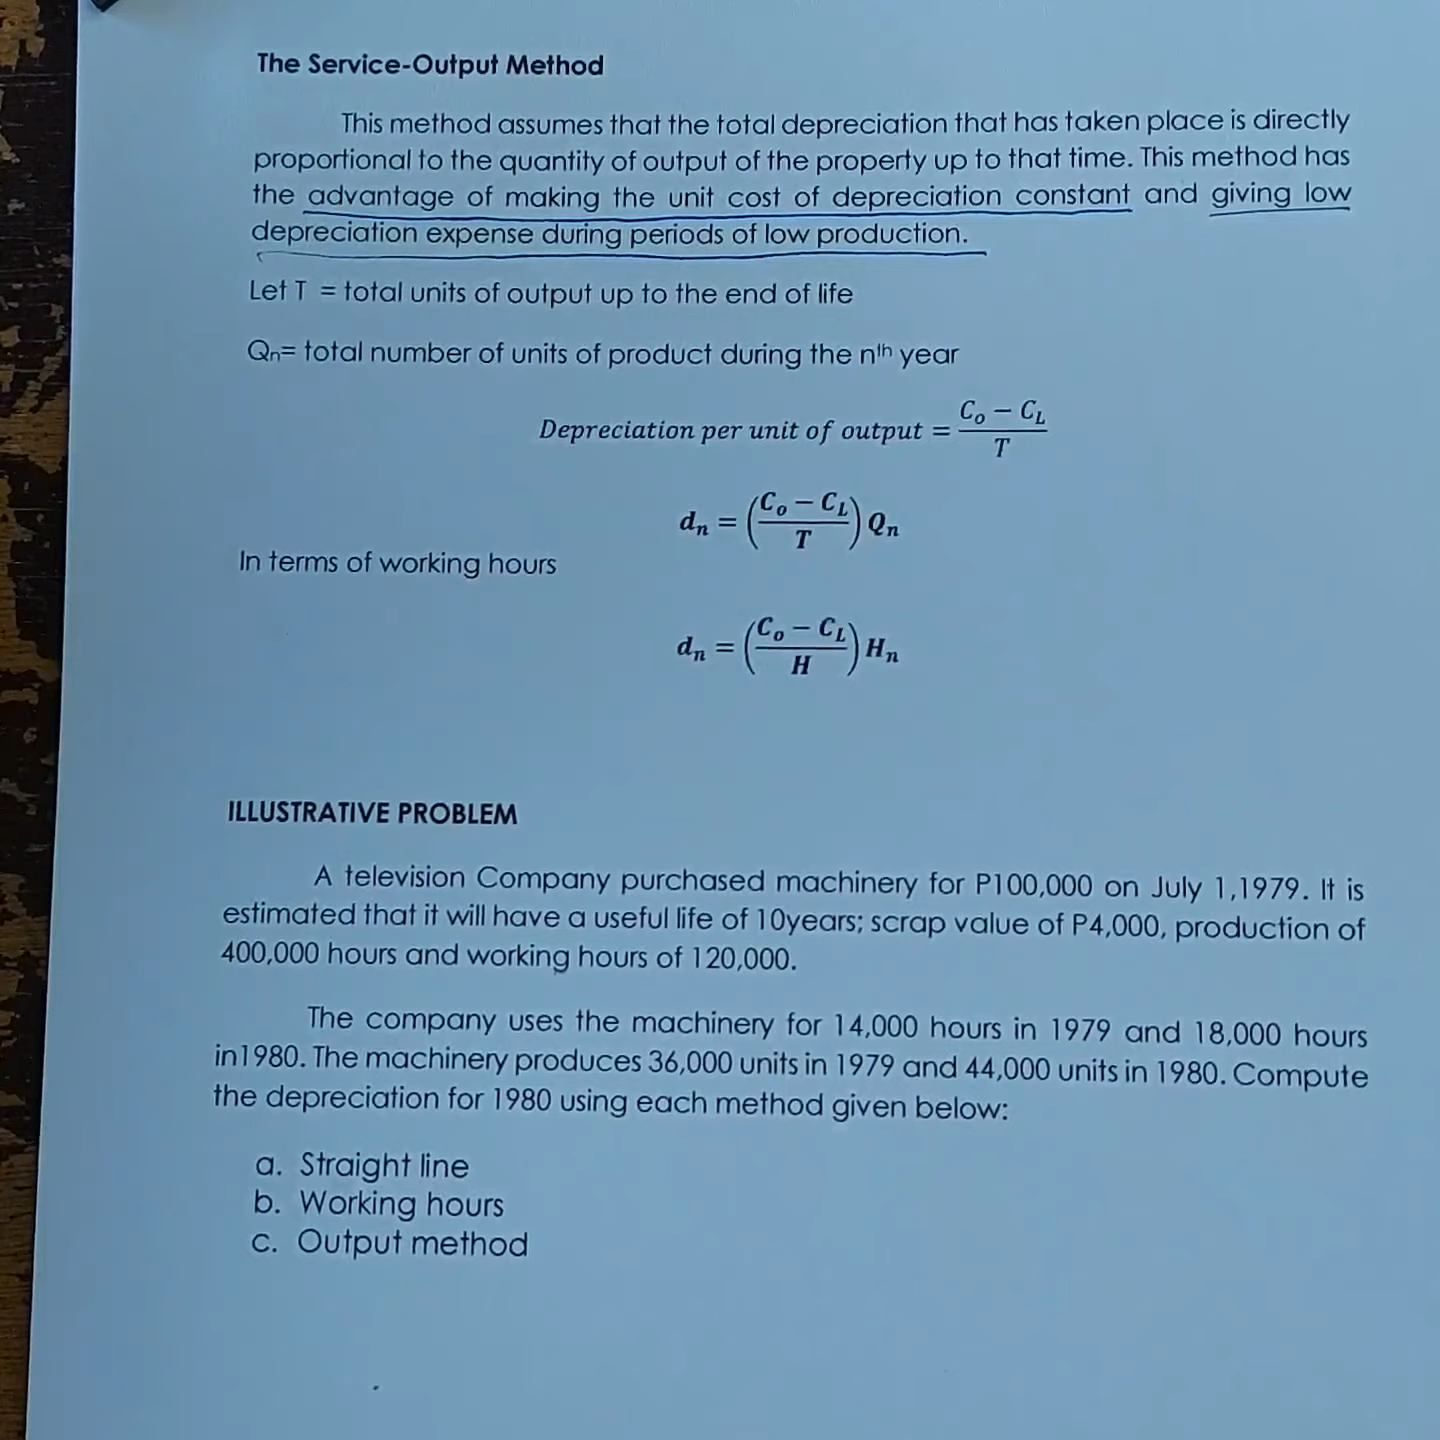 The Service-Output Method
This method assumes that the total depreciation that has taken place is directly
proportional to the quantity of output of the property up to that time. This method has
the advantage of making the unit cost of depreciation constant and giving low
depreciation expense during periods of low production.
Let T = total units of output up to the end of life
Qn= total number of units of product during the nth year
Depreciation per unit of output = (Co − CL) / T
dn = ((Co − CL) / T) Qn
In terms of working hours
dn = ((Co − CL) / H) Hn
ILLUSTRATIVE PROBLEM
A television Company purchased machinery for P100,000 on July 1,1979. It is
estimated that it will have a useful life of 10years; scrap value of P4,000, production of
400,000 hours and working hours of 120,000.
The company uses the machinery for 14,000 hours in 1979 and 18,000 hours
in1980. The machinery produces 36,000 units in 1979 and 44,000 units in 1980. Compute
the depreciation for 1980 using each method given below:
a. Straight line
b. Working hours
c. Output method